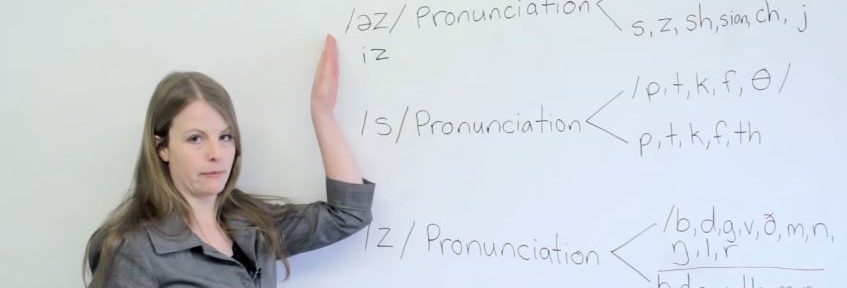 /əz/ Pronunciation
s, z, sh, sion, ch, j
iz
/p, t, k, f, θ/
/s/ Pronunciation
p, t, k, f, th
/z/ Pronunciation
/b, d, g, v, ð, m, n,
ŋ, l, r
b, d